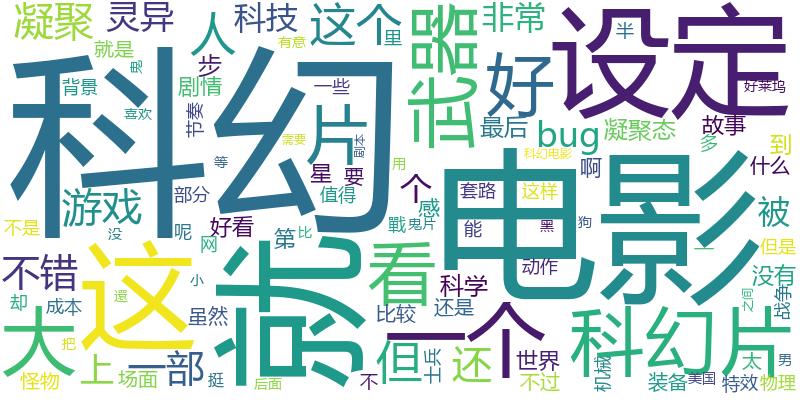 凝聚
灵异
人
科技
这个
里
武器
非常
半
设定
就是
有意
背景
鬼
步
剧情
喜欢
节奏
一些
片
副本
需要
好
最后
bug
凝聚态
故事
好莱坞
多
到
科幻
电影
科幻电影
什么
啊
用
等
星
要
值得
个
套路
这样
游戏
部分
感
戰
鬼片
能
黑
狗
被
不是
没
呢
网
好看
第
比
看
科学
动作
一
但是
没有
不错
这
就
却
成本
小
虽然
比较
还是
一个
科幻片
之间
战争
大
把
還
上
一部
挺
后面
不
但
士兵
还
世界
不过
机械
装备
美国
太
特效
男
物理
怪物
场面